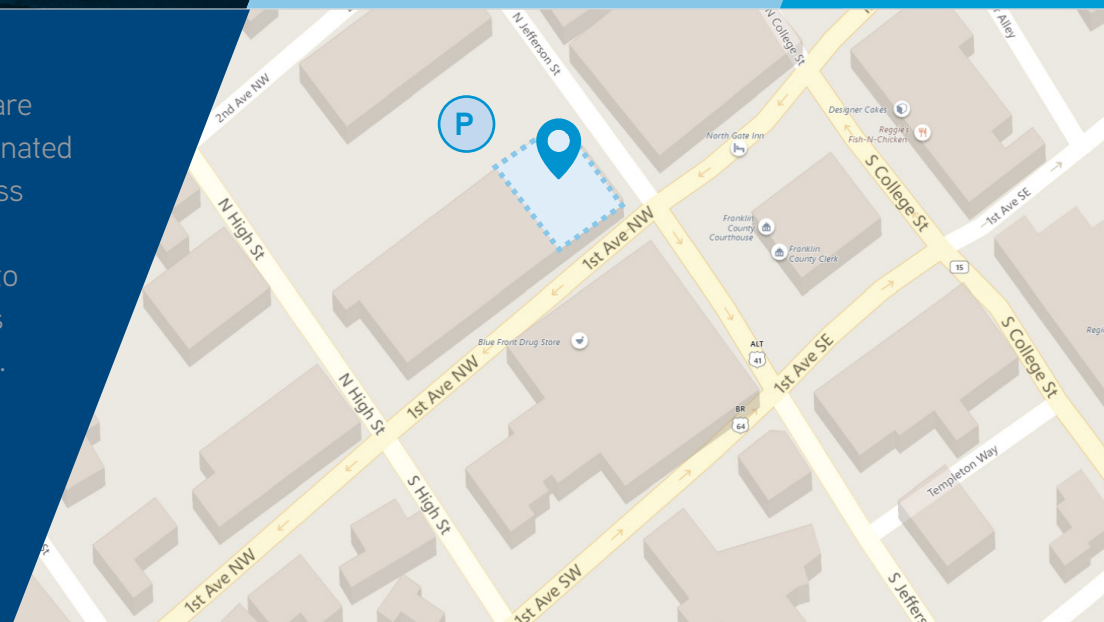 are
nated
ss
to
s
.
2nd Ave NW
N Jefferson St
N College St
r Alley
P
Designer Cakes
Reggie's
Fish-N-Chicken
North Gate Inn
S College St
1st Ave SE
N High St
1st Ave NW
Franklin
County
Courthouse
Franklin
County Clerk
15
Regi
Blue Front Drug Store
ALT
41
1st Ave SE
S College St
N High St
1st Ave NW
BR
64
Templeton Way
S High St
1st Ave NW
1st Ave SW
S Jeffers
St